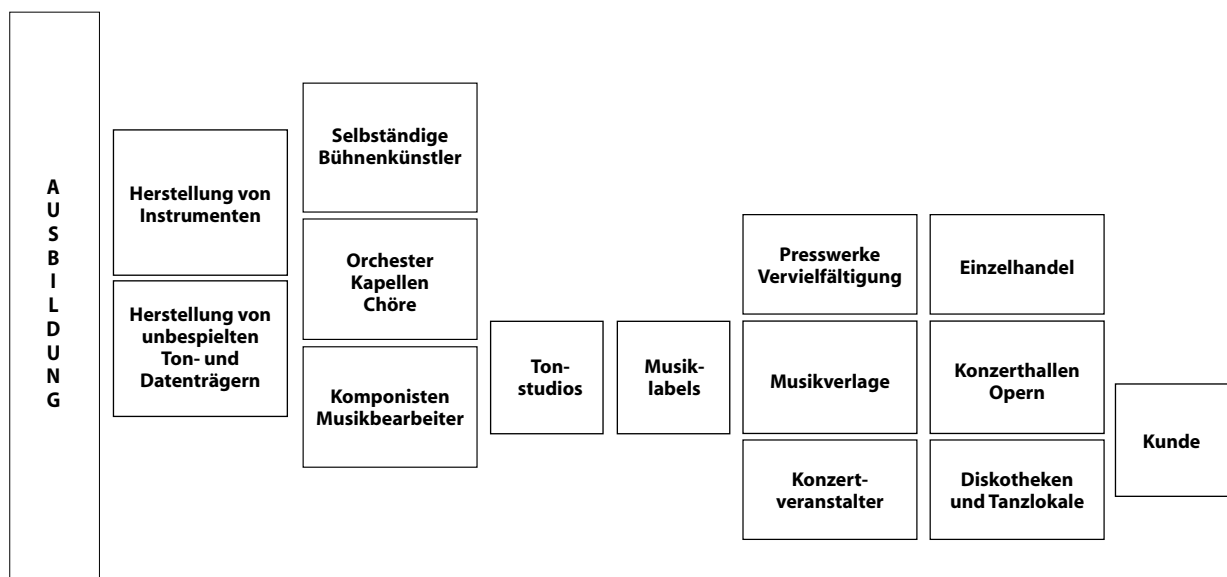 AUSBILDUNG
Herstellung von
Instrumenten
Herstellung von
unbespielten
Ton- und
Datenträgern
Selbständige
Bühnenkünstler
Orchester
Kapellen
Chöre
Komponisten
Musikbearbeiter
Ton-
studios
Musik-
labels
Presswerke
Vervielfältigung
Musikverlage
Konzert-
veranstalter
Einzelhandel
Konzerthallen
Opern
Diskotheken
und Tanzlokale
Kunde